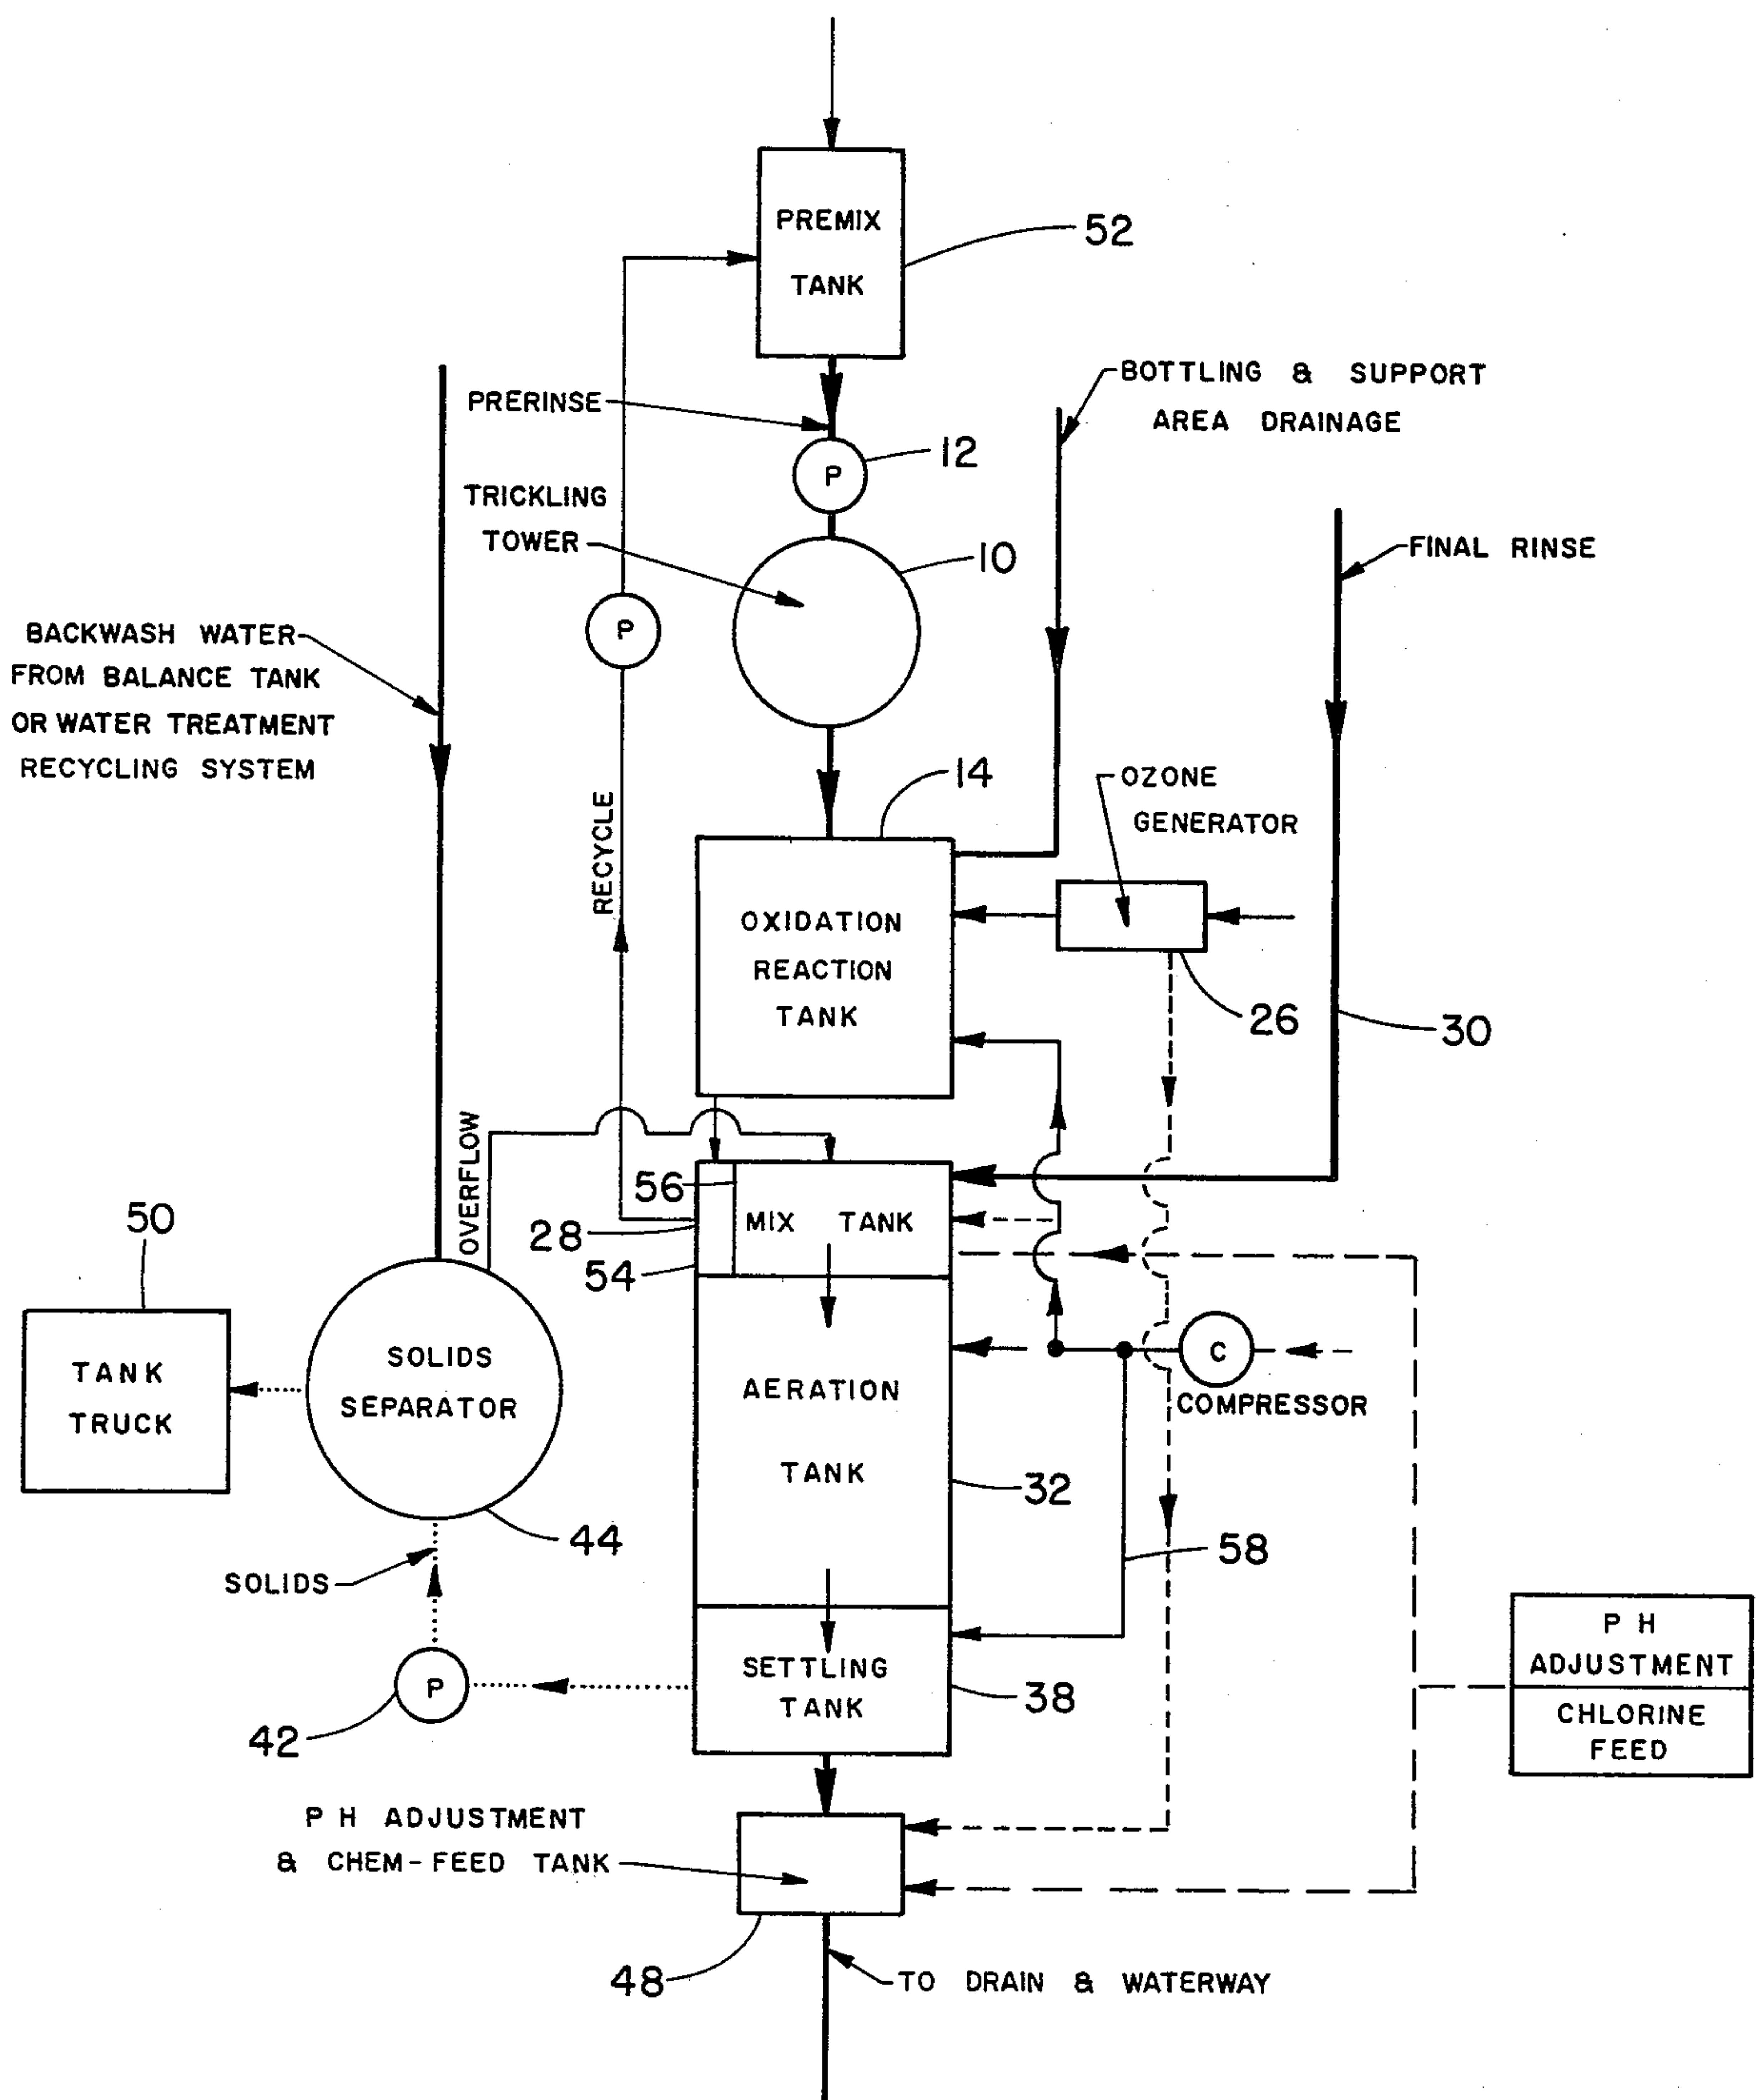 PREMIX
TANK
52
BOTTLING & SUPPORT
AREA DRAINAGE
PRERINSE
12
P
TRICKLING
TOWER
10
FINAL RINSE
P
BACKWASH WATER
FROM BALANCE TANK
OR WATER TREATMENT
RECYCLING SYSTEM
RECYCLE
14
OZONE
GENERATOR
OXIDATION
REACTION
TANK
26
30
OVERFLOW
56
MIX TANK
28
54
50
TANK
TRUCK
SOLIDS
SEPARATOR
44
AERATION
TANK
32
C
COMPRESSOR
58
SOLIDS
P
42
SETTLING
TANK
38
P H
ADJUSTMENT
CHLORINE
FEED
P H ADJUSTMENT
& CHEM-FEED TANK
48
TO DRAIN & WATERWAY